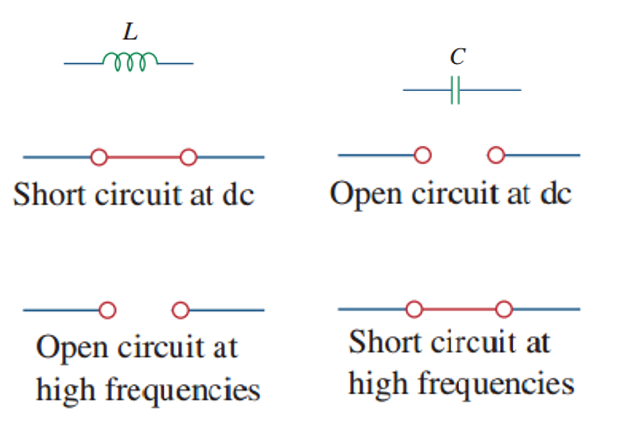 L
C
Short circuit at dc
Open circuit at dc
Open circuit at
high frequencies
Short circuit at
high frequencies